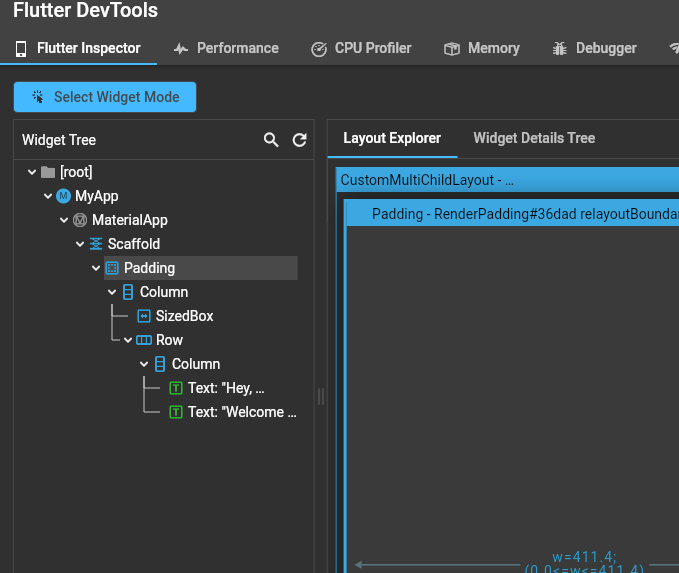 Flutter DevTools
Flutter Inspector Performance CPU Profiler Memory Debugger
Select Widget Mode
Widget Tree
Layout Explorer Widget Details Tree
[root]
MyApp
MaterialApp
Scaffold
Padding
Column
SizedBox
Row
Column
Text: "Hey, ...
Text: "Welcome ...
CustomMultiChildLayout - ...
Padding - RenderPadding#36dad relayoutBounda
w=411.4;
(0.0<=w<=411.4)